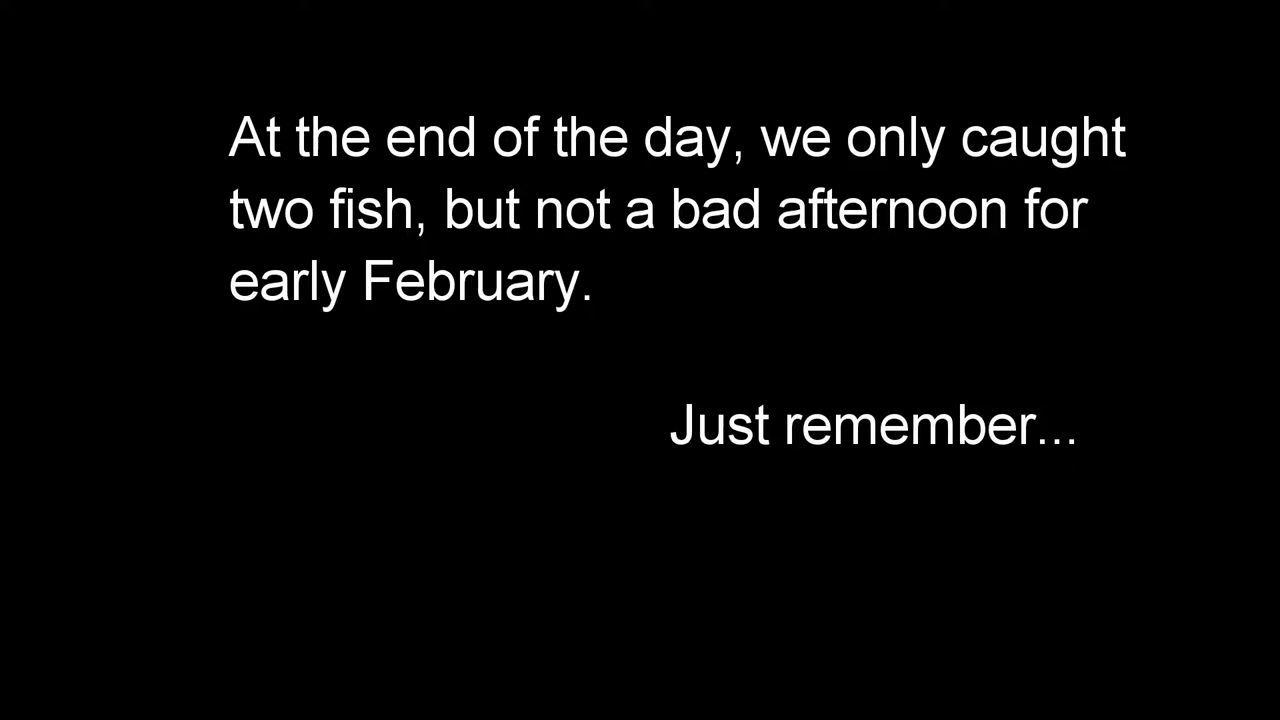 At the end of the day, we only caught
two fish, but not a bad afternoon for
early February.
Just remember...